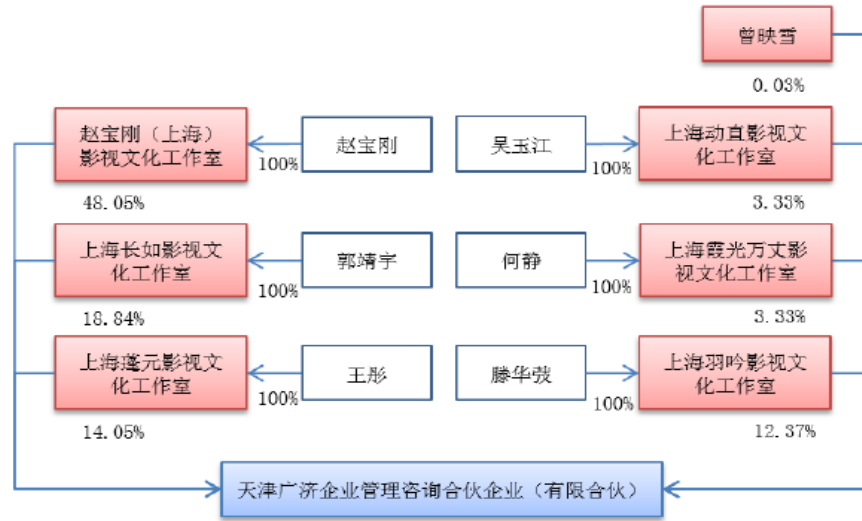 曾映雪
0.03%
赵宝刚（上海）
影视文化工作室
100%
赵宝刚
吴玉江
100%
上海动直影视文
化工作室
48.05%
3.33%
上海长如影视文
化工作室
100%
郭靖宇
何静
100%
上海霞光万丈影
视文化工作室
18.84%
3.33%
上海蓬元影视文
化工作室
100%
王彤
滕华弢
100%
上海羽吟影视文
化工作室
14.05%
12.37%
天津广济企业管理咨询合伙企业（有限合伙）